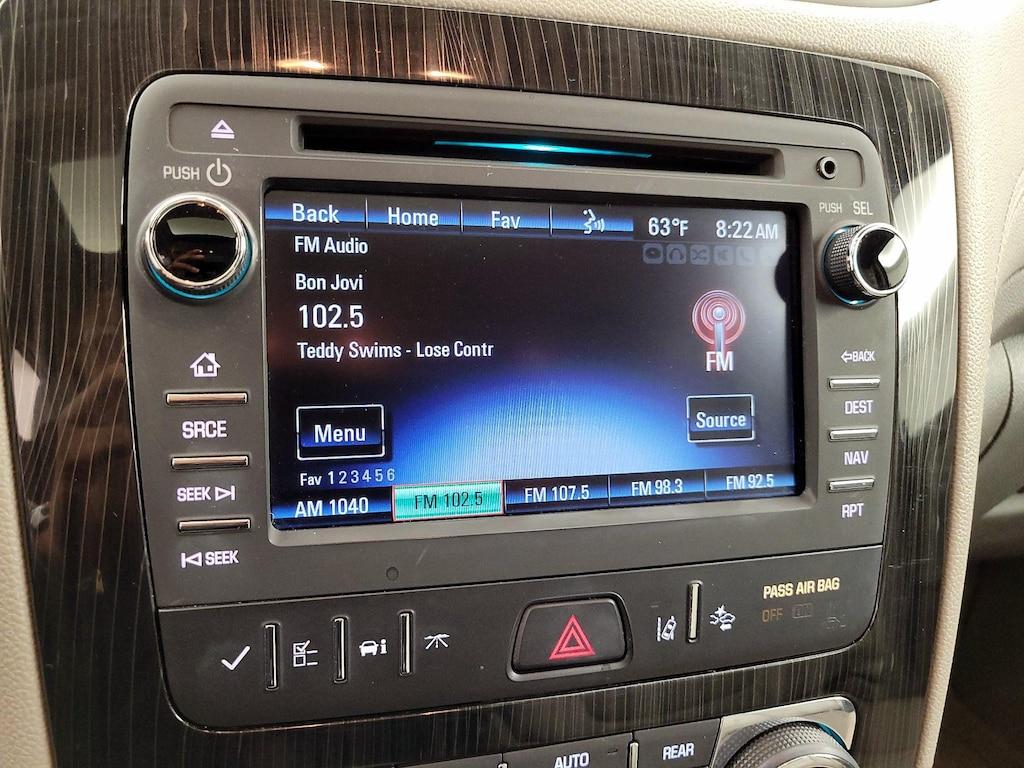 PUSH
PUSH SEL
Back Home Fav 63°F 8:22 AM
FM Audio
Bon Jovi
102.5
Teddy Swims - Lose Contr
FM
Menu
Source
Fav 1 2 3 4 5 6
AM 1040 FM 102.5 FM 107.5 FM 98.3 FM 92.5
SRCE
SEEK
SEEK
BACK
DEST
NAV
RPT
PASS AIR BAG
OFF
AUTO
REAR